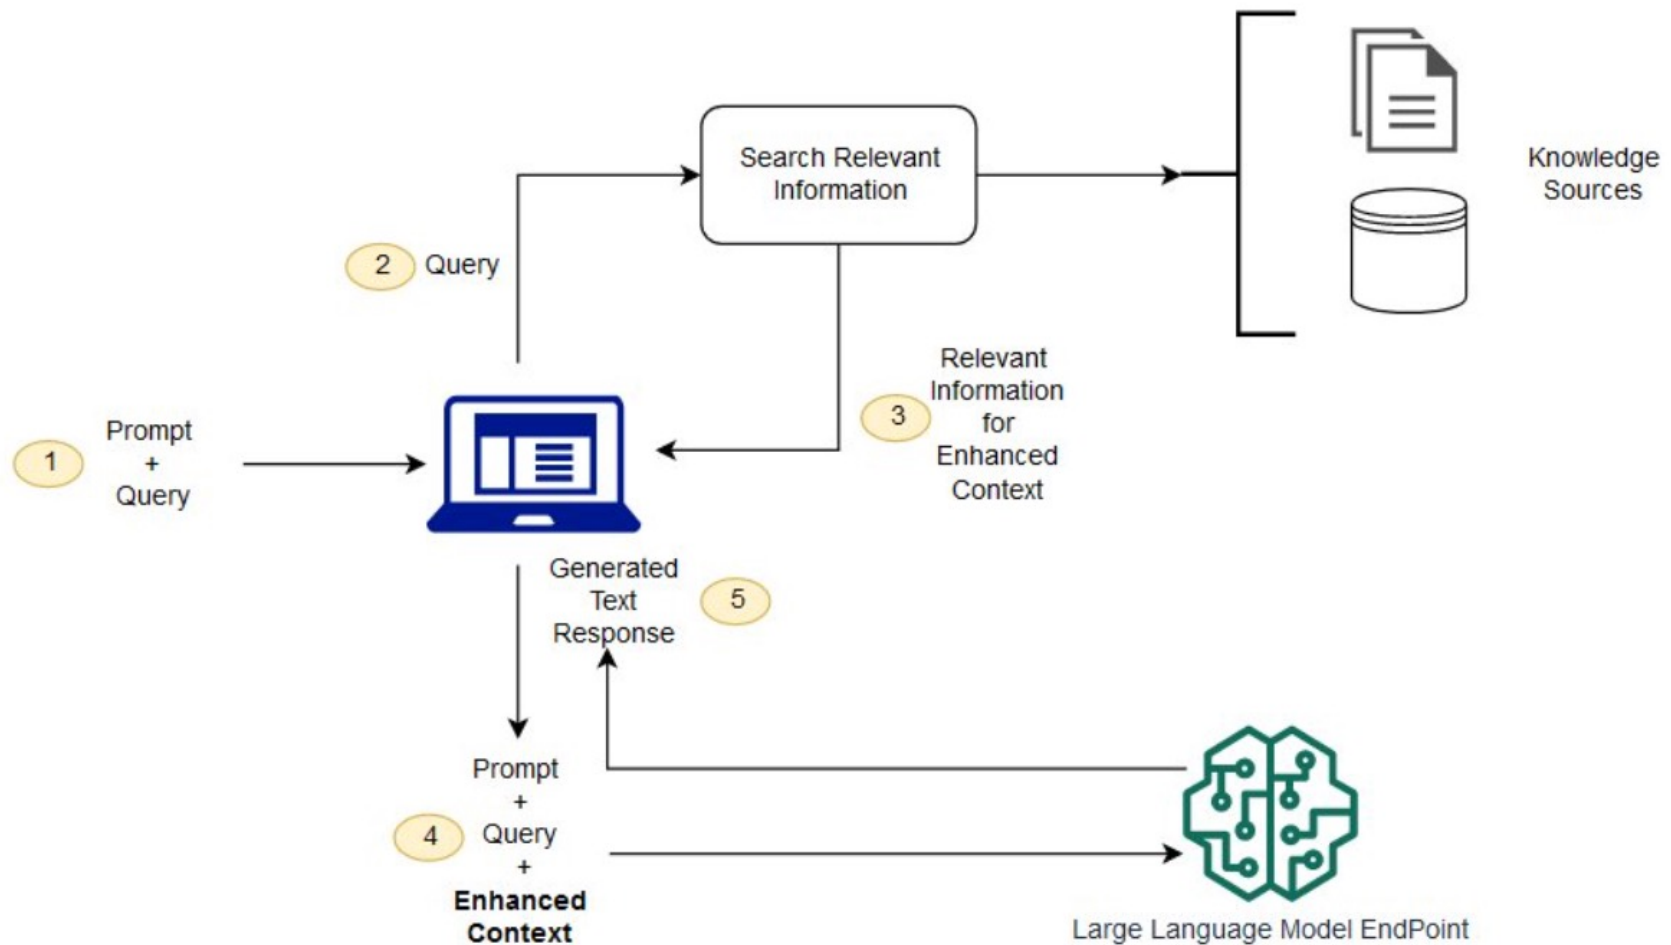 Search Relevant
Information
Knowledge
Sources
2
Query
Relevant
Information
for
Enhanced
Context
3
1
Prompt
+
Query
Generated
Text
Response
5
Prompt
+
Query
+
Enhanced
Context
4
Large Language Model EndPoint